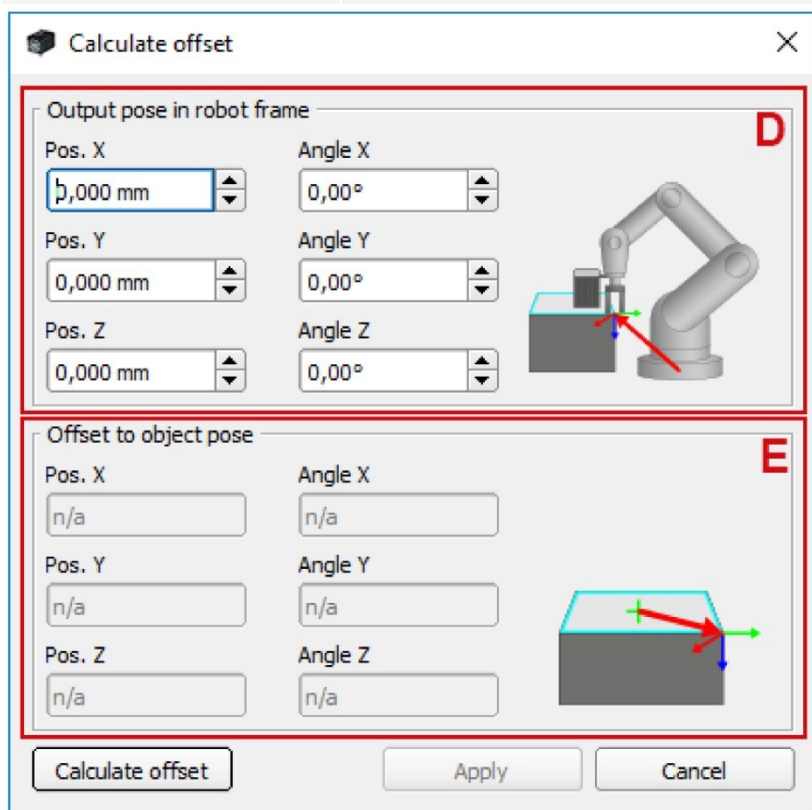 Calculate offset
Output pose in robot frame
D
Pos. X Angle X
0,000 mm 0,00°
Pos. Y Angle Y
0,000 mm 0,00°
Pos. Z Angle Z
0,000 mm 0,00°
Offset to object pose
E
Pos. X Angle X
n/a n/a
Pos. Y Angle Y
n/a n/a
Pos. Z Angle Z
n/a n/a
Calculate offset Apply Cancel